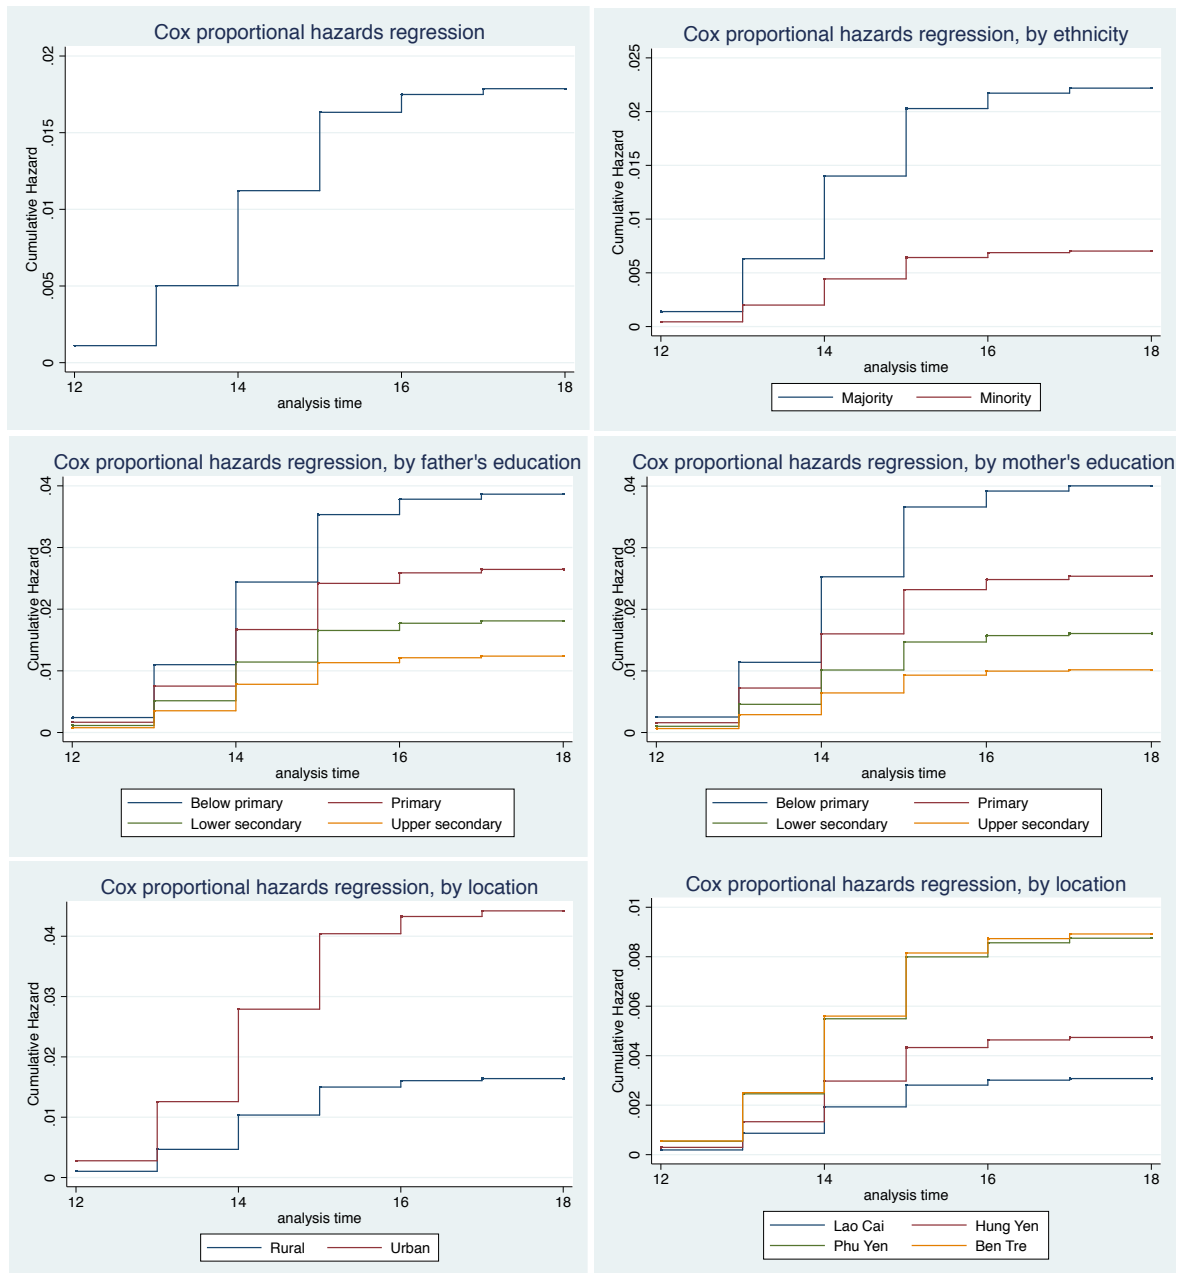 Cox proportional hazards regression
Cumulative Hazard
0 .005 .01 .015 .02
12 14 16 18
analysis time
Cox proportional hazards regression, by ethnicity
Cumulative Hazard
0 .005 .01 .015 .02 .025
12 14 16 18
analysis time
Majority Minority
Cox proportional hazards regression, by father's education
Cumulative Hazard
0 .01 .02 .03 .04
12 14 16 18
analysis time
Below primary Primary
Lower secondary Upper secondary
Cox proportional hazards regression, by mother's education
Cumulative Hazard
0 .01 .02 .03 .04
12 14 16 18
analysis time
Below primary Primary
Lower secondary Upper secondary
Cox proportional hazards regression, by location
Cumulative Hazard
0 .01 .02 .03 .04
12 14 16 18
analysis time
Rural Urban
Cox proportional hazards regression, by location
Cumulative Hazard
0 .002 .004 .006 .008 .01
12 14 16 18
analysis time
Lao Cai Hung Yen
Phu Yen Ben Tre